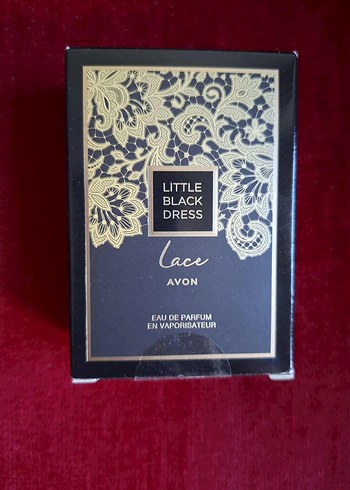 LITTLE
BLACK
DRESS
Lace
AVON
EAU DE PARFUM
EN VAPORISATEUR